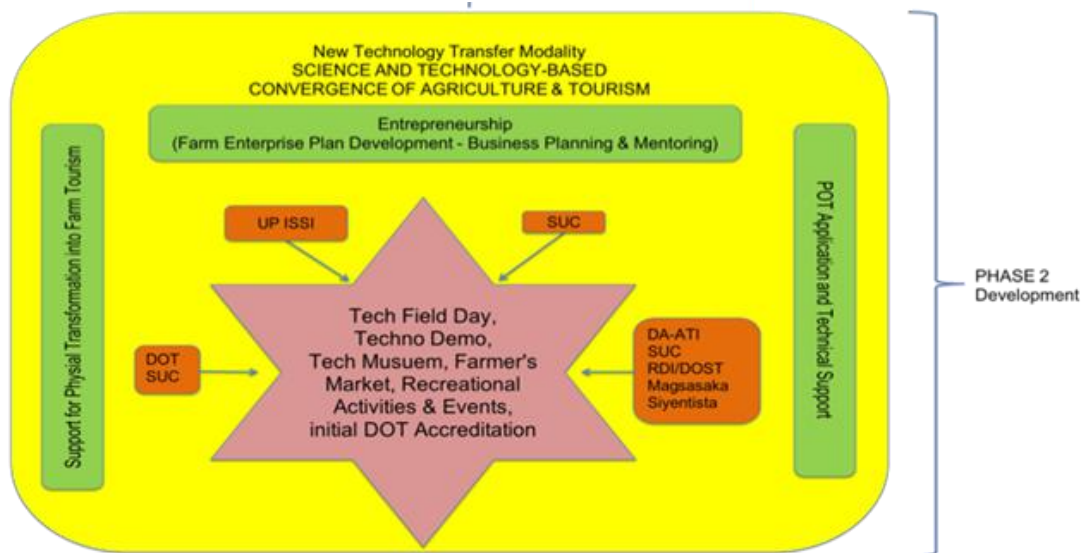 New Technology Transfer Modality
SCIENCE AND TECHNOLOGY-BASED
CONVERGENCE OF AGRICULTURE & TOURISM
Entrepreneurship
(Farm Enterprise Plan Development - Business Planning & Mentoring)
Support for Physial Transformation into Farm Tourism
UP ISSI
SUC
DOT
SUC
Tech Field Day,
Techno Demo,
Tech Musuem, Farmer's
Market, Recreational
Activities & Events,
initial DOT Accreditation
DA-ATI
SUC
RDI/DOST
Magsasaka
Siyentista
POT Application and Technical Support
PHASE 2
Development